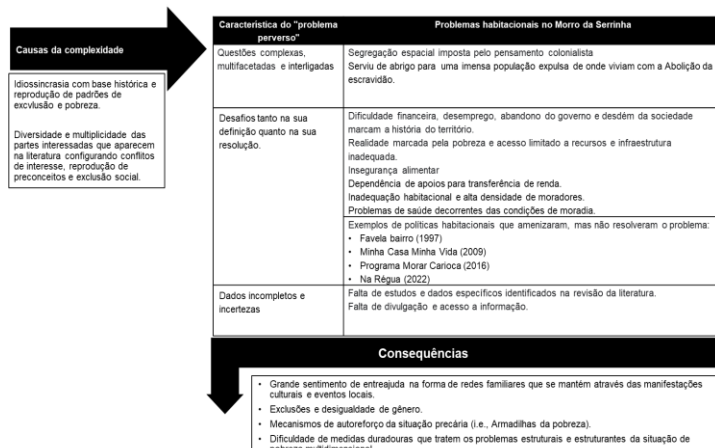 Causas da complexidade
Idiossincrasia com base histórica e
reprodução de padrões de
excvlusão e pobreza.
Diversidade e multiplicidade das
partes interessadas que aparecem
na literatura configurando conflitos
de interesse, reprodução de
preconceitos e exclusão social.
Característica do "problema
perverso"
Problemas habitacionais no Morro da Serrinha
Questões complexas,
multifacetadas e interligadas
Segregação espacial imposta pelo pensamento colonialista
Serviu de abrigo para uma imensa população expulsa de onde viviam com a Abolição da
escravidão.
Desafios tanto na sua
definição quanto na sua
resolução.
Dificuldade financeira, desemprego, abandono do governo e desdém da sociedade
marcam a história do território.
Realidade marcada pela pobreza e acesso limitado a recursos e infraestrutura
inadequada.
Insegurança alimentar
Dependência de apoios para transferência de renda.
Inadequação habitacional e alta densidade de moradores.
Problemas de saúde decorrentes das condições de moradia.
Exemplos de políticas habitacionais que amenizaram, mas não resolveram o problema:
• Favela bairro (1997)
• Minha Casa Minha Vida (2009)
• Programa Morar Carioca (2016)
• Na Régua (2022)
Dados incompletos e
incertezas
Falta de estudos e dados específicos identificados na revisão da literatura.
Falta de divulgação e acesso a informação.
Consequências
• Grande sentimento de entreajuda na forma de redes familiares que se mantém através das manifestações
culturais e eventos locais.
• Exclusões e desigualdade de gênero.
• Mecanismos de autoreforço da situação precária (i.e., Armadilhas da pobreza).
• Dificuldade de medidas duradouras que tratem os problemas estruturais e estruturantes da situação de
pobreza multidimensional